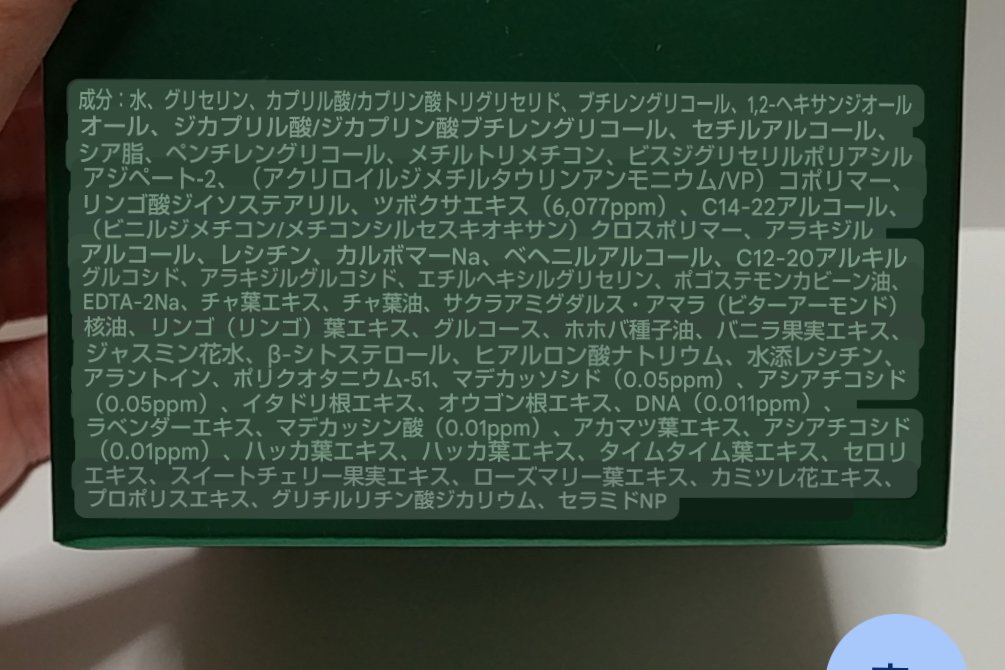 成分：水、グリセリン、カプリル酸/カプリン酸トリグリセリド、ブチレングリコール、1,2-ヘキサンジオール
オール、ジカプリル酸/ジカプリン酸ブチレングリコール、セチルアルコール、
シア脂、ペンチレングリコール、メチルトリメチコン、ビスジグリセリルポリアシル
アジペート-2、（アクリロイルジメチルタウリンアンモニウム/VP）コポリマー、
リンゴ酸ジイソステアリル、ツボクサエキス（6,077ppm）、C14-22アルコール、
（ビニルジメチコン/メチコンシルセスキオキサン）クロスポリマー、アラキジル
アルコール、レシチン、カルボマーNa、ベヘニルアルコール、C12-20アルキル
グルコシド、アラキジルグルコシド、エチルヘキシルグリセリン、ポゴステモンカビーン油、
EDTA-2Na、チャ葉エキス、チャ葉油、サクラアミグダルス・アマラ（ビターアーモンド）
核油、リンゴ（リンゴ）葉エキス、グルコース、ホホバ種子油、バニラ果実エキス、
ジャスミン花水、β-シトステロール、ヒアルロン酸ナトリウム、水添レシチン、
アラントイン、ポリクオタニウム-51、マデカッソシド（0.05ppm）、アシアチコシド
（0.05ppm）、イタドリ根エキス、オウゴン根エキス、DNA（0.011ppm）、
ラベンダーエキス、マデカッシン酸（0.01ppm）、アカマツ葉エキス、アシアチコシド
（0.01ppm）、ハッカ葉エキス、ハッカ葉エキス、タイムタイム葉エキス、セロリ
エキス、スイートチェリー果実エキス、ローズマリー葉エキス、カミツレ花エキス、
プロポリスエキス、グリチルリチン酸ジカリウム、セラミドNP